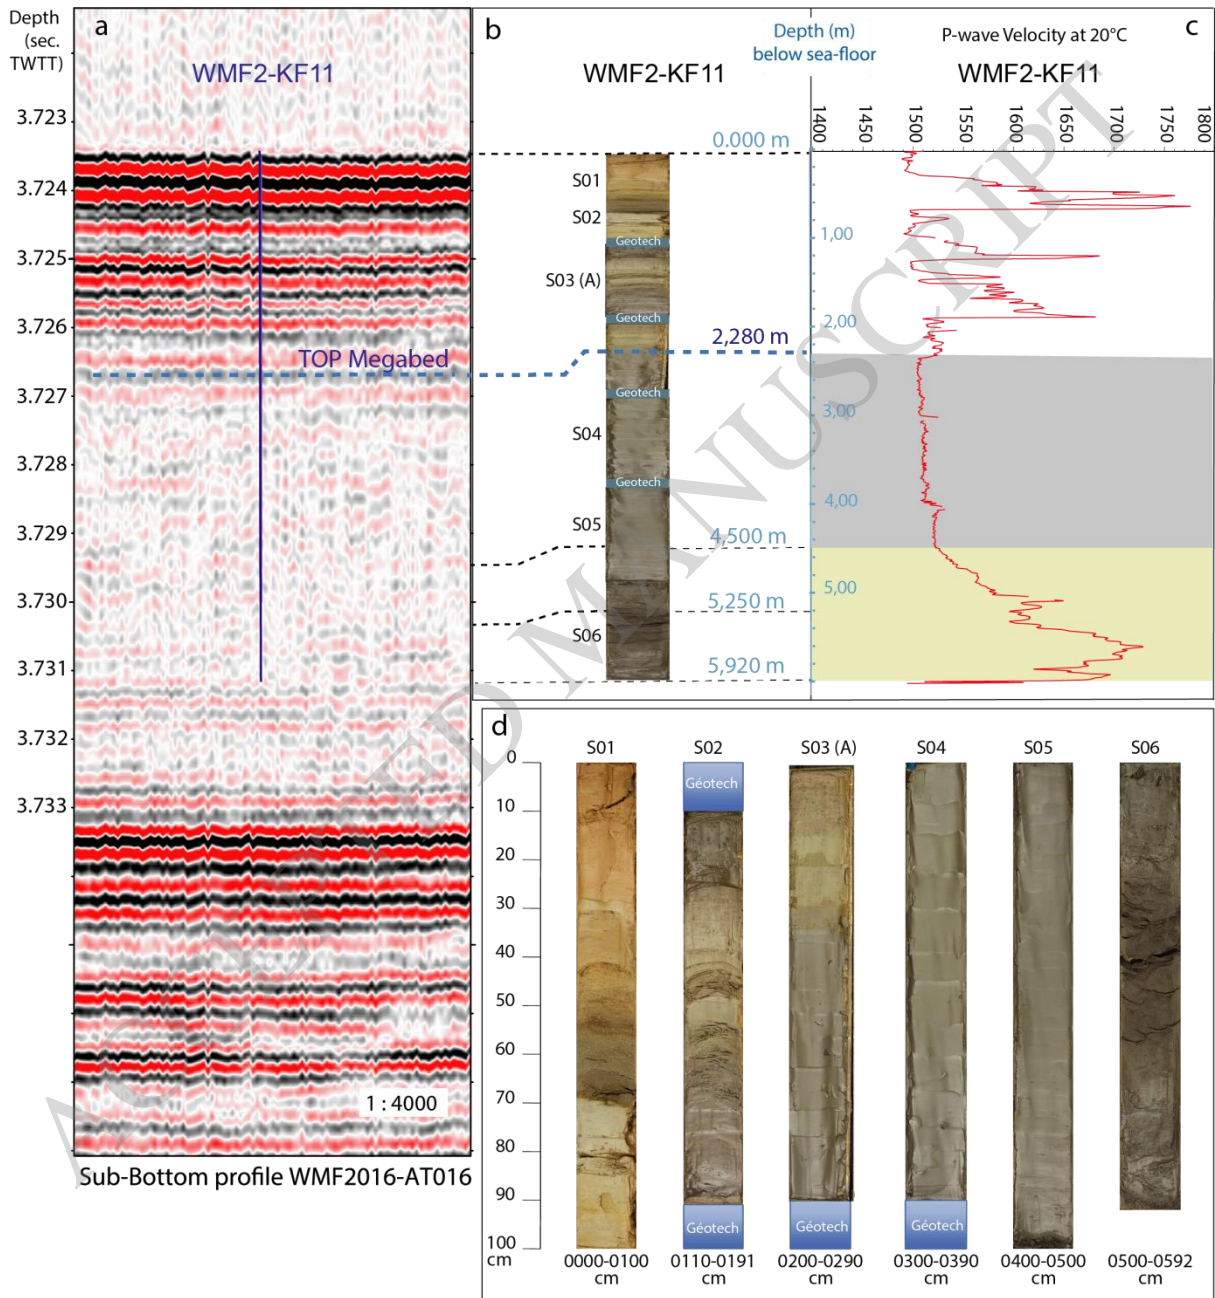 Depth
(sec.
TWTT)
a
WMF2-KF11
3.723
3.724
3.725
3.726
3.727
3.728
3.729
3.730
3.731
3.732
3.733
TOP Megabed
1 : 4000
Sub-Bottom profile WMF2016-AT016
b
WMF2-KF11
Depth (m)
below sea-floor
S01
S02
Geotech
S03 (A)
Geotech
Geotech
S04
Geotech
S05
S06
0.000 m
2,280 m
4,500 m
5,250 m
5,920 m
P-wave Velocity at 20°C
c
WMF2-KF11
1400
1450
1500
1550
1600
1650
1700
1750
1800
1,00
2,00
3,00
4,00
5,00
d
S01
S02
S03 (A)
S04
S05
S06
0
10
20
30
40
50
60
70
80
90
100
cm
Géotech
Géotech
Géotech
Géotech
0000-0100
cm
0110-0191
cm
0200-0290
cm
0300-0390
cm
0400-0500
cm
0500-0592
cm
ACCEPTED MANUSCRIPT